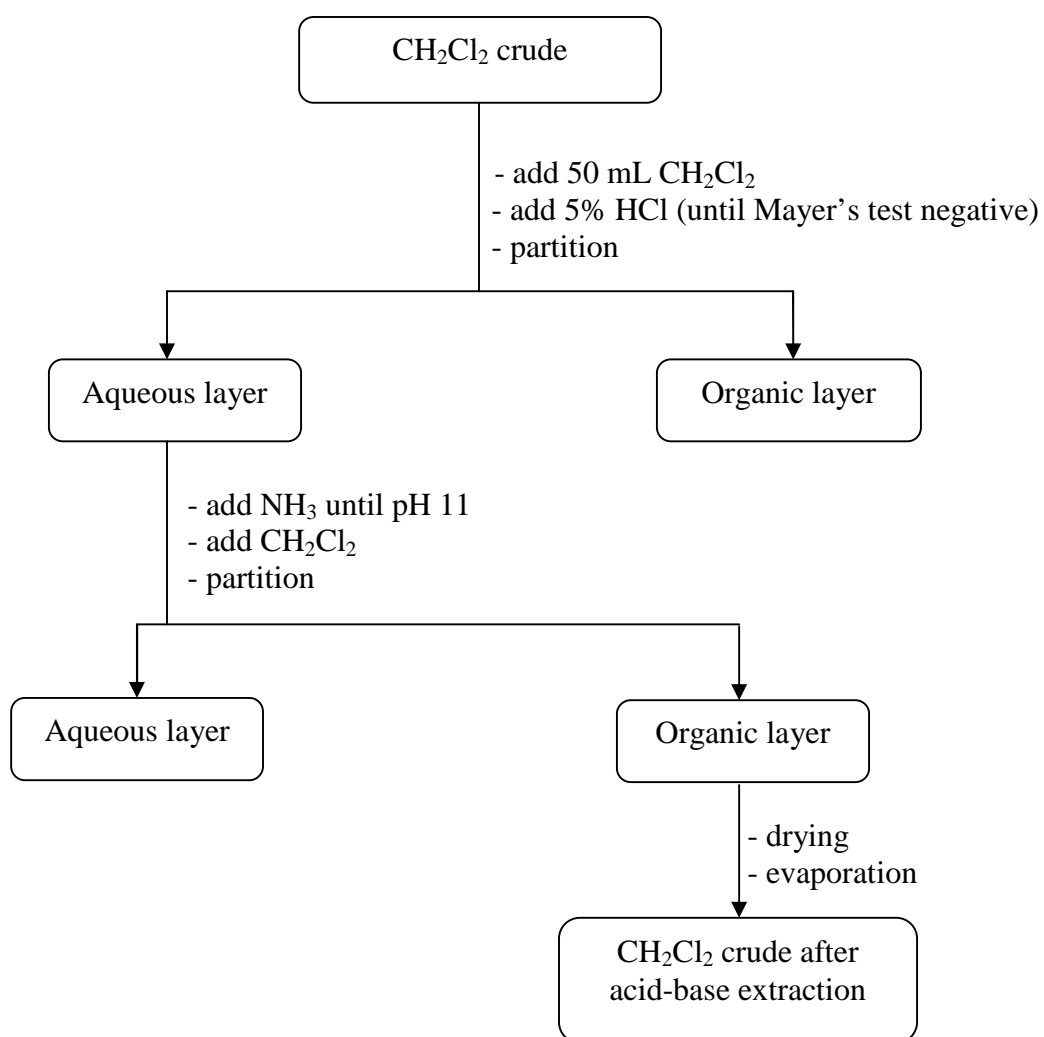 CH₂Cl₂ crude
- add 50 mL CH₂Cl₂
- add 5% HCl (until Mayer’s test negative)
- partition
Aqueous layer
Organic layer
- add NH₃ until pH 11
- add CH₂Cl₂
- partition
Aqueous layer
Organic layer
- drying
- evaporation
CH₂Cl₂ crude after
acid-base extraction